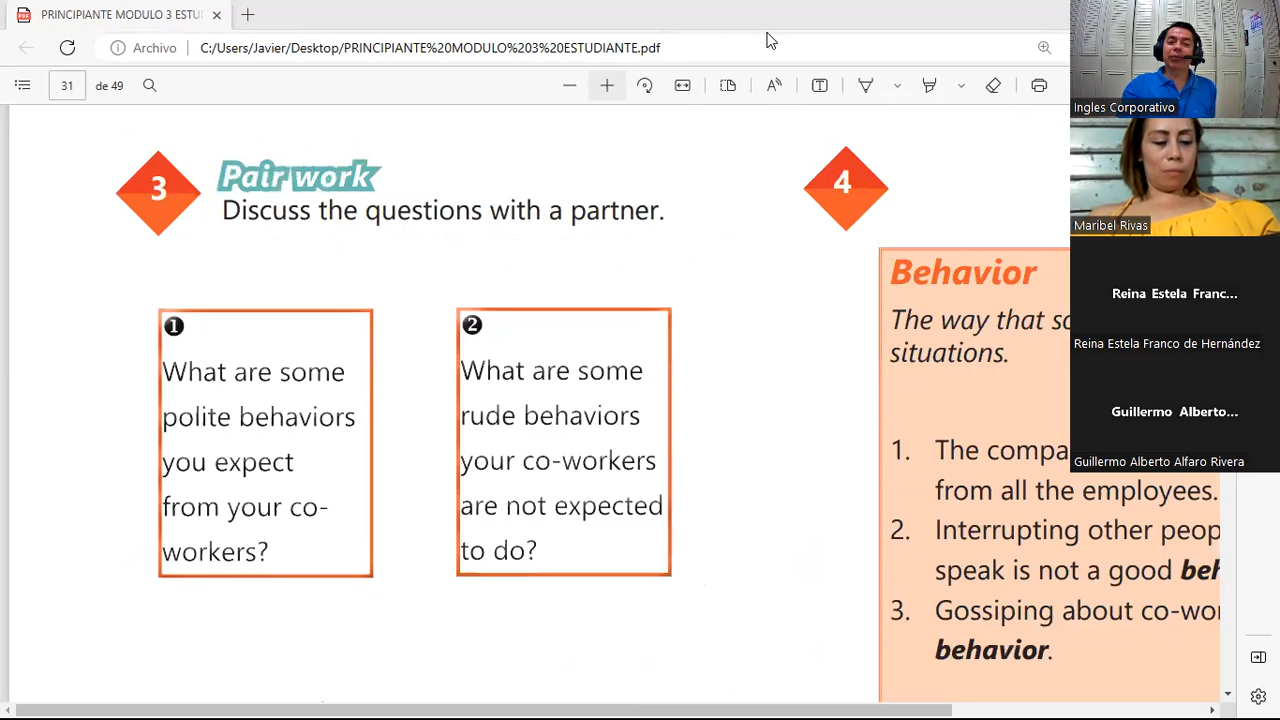 PRINCIPIANTE MODULO 3 ESTU
Archivo
C:/Users/Javier/Desktop/PRINCIPIANTE%20MODULO%203%20ESTUDIANTE.pdf
31
de 49
3
Pair work
Discuss the questions with a partner.
1
What are some
polite behaviors
you expect
from your co-
workers?
2
What are some
rude behaviors
your co-workers
are not expected
to do?
4
Behavior
The way that so
situations.
1. The compa
from all the employees.
2. Interrupting other peop
speak is not a good beh
3. Gossiping about co-wor
behavior.
Ingles Corporativo
Maribel Rivas
Reina Estela Franc...
Reina Estela Franco de Hernández
Guillermo Alberto...
Guillermo Alberto Alfaro Rivera